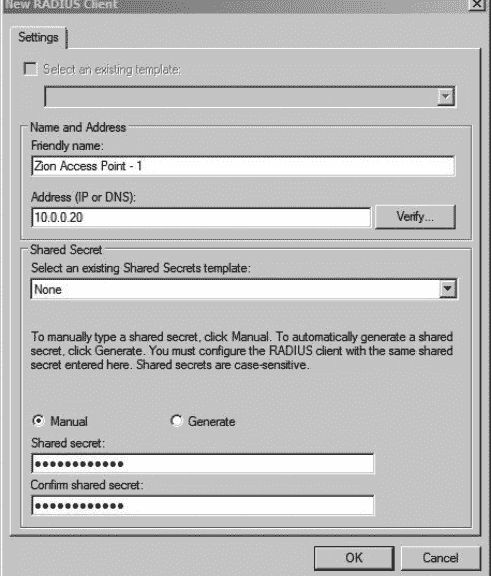 New RADIUS Client
Settings
Select an existing template:
Name and Address
Friendly name:
Zion Access Point - 1
Address (IP or DNS):
10.0.0.20
Verify...
Shared Secret
Select an existing Shared Secrets template:
None
To manually type a shared secret, click Manual. To automatically generate a shared
secret, click Generate. You must configure the RADIUS client with the same shared
secret entered here. Shared secrets are case-sensitive.
Manual
Generate
Shared secret:
••••••••••••
Confirm shared secret:
••••••••••••
OK
Cancel